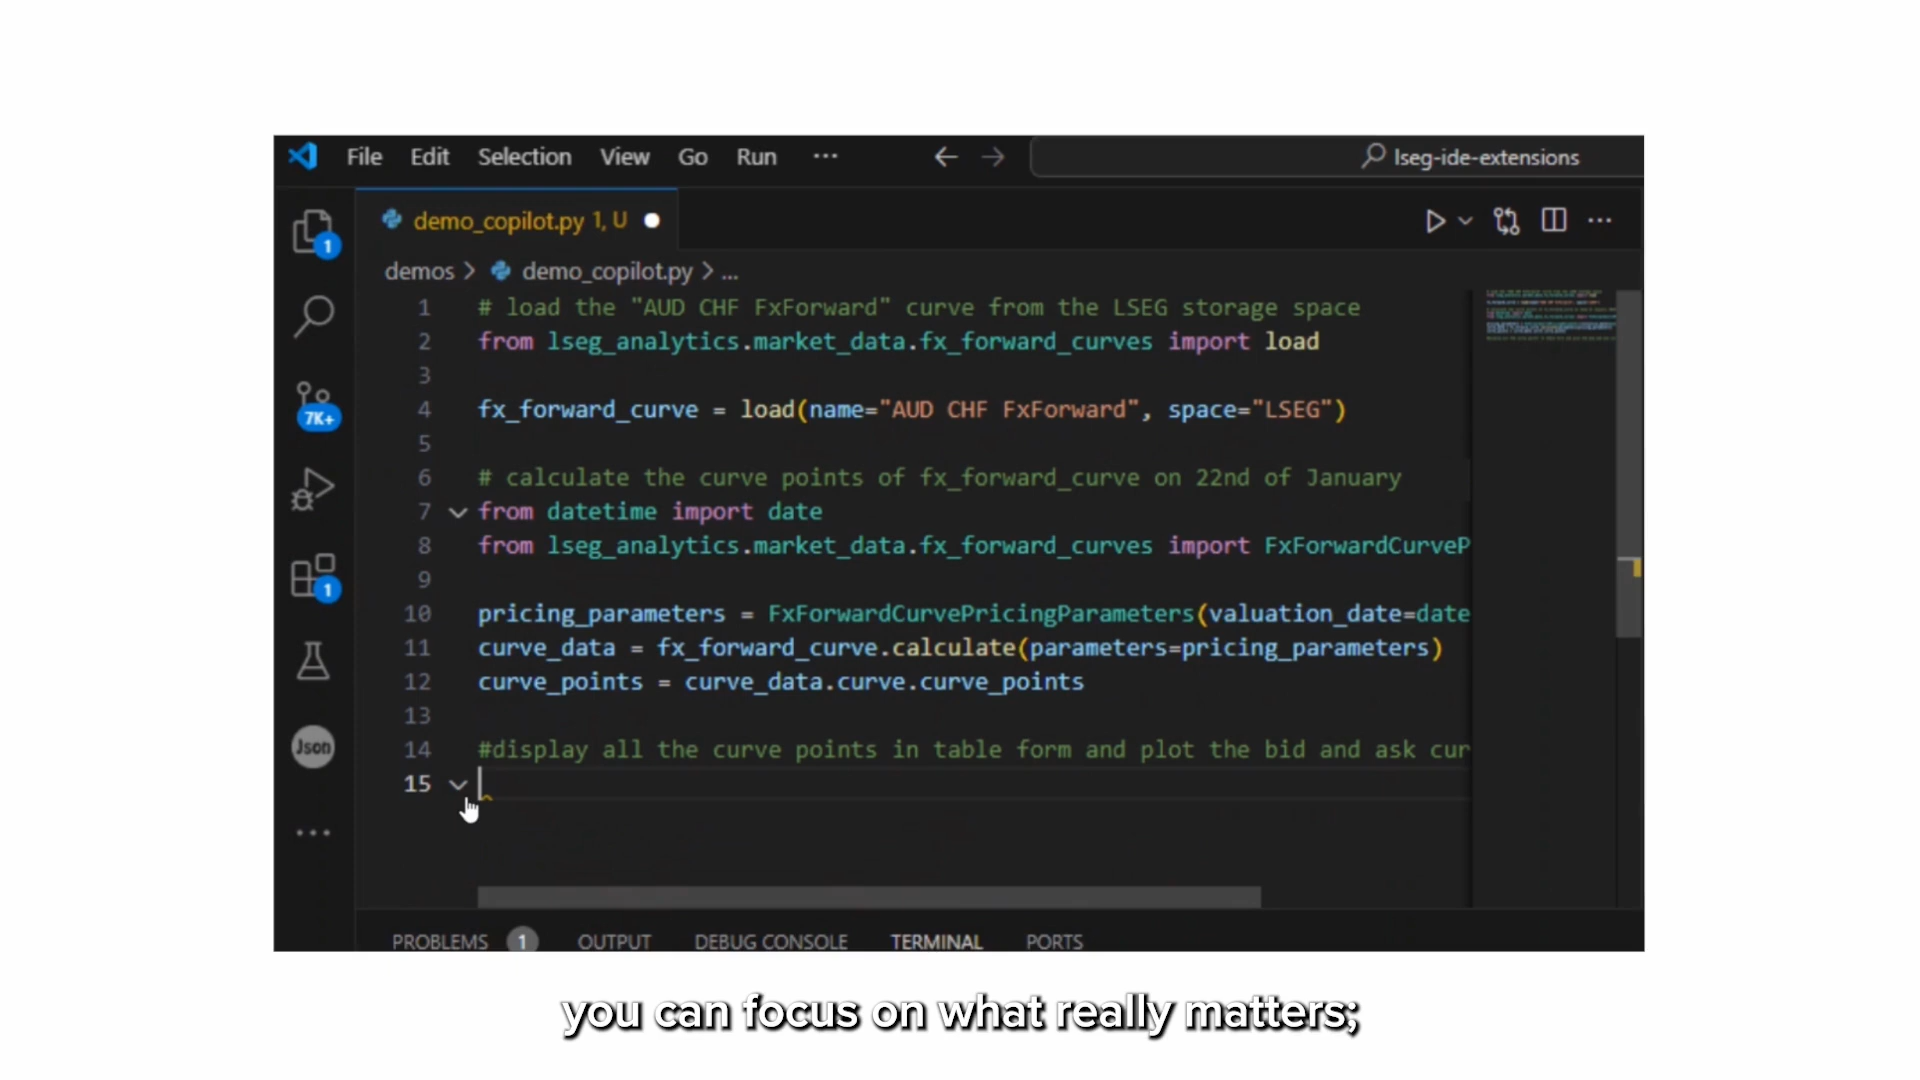 File Edit Selection View Go Run ··· lseg-ide-extensions
demo_copilot.py 1, U
1
demos > demo_copilot.py > ...
1 # load the "AUD CHF FxForward" curve from the LSEG storage space
2 from lseg_analytics.market_data.fx_forward_curves import load
3
4 fx_forward_curve = load(name="AUD CHF FxForward", space="LSEG")
7K+
5
6 # calculate the curve points of fx_forward_curve on 22nd of January
7 from datetime import date
8 from lseg_analytics.market_data.fx_forward_curves import FxForwardCurveP
9
1
10 pricing_parameters = FxForwardCurvePricingParameters(valuation_date=date
11 curve_data = fx_forward_curve.calculate(parameters=pricing_parameters)
12 curve_points = curve_data.curve.curve_points
13
Json
14 #display all the curve points in table form and plot the bid and ask cur
15
PROBLEMS 1 OUTPUT DEBUG CONSOLE TERMINAL PORTS
you can focus on what really matters;